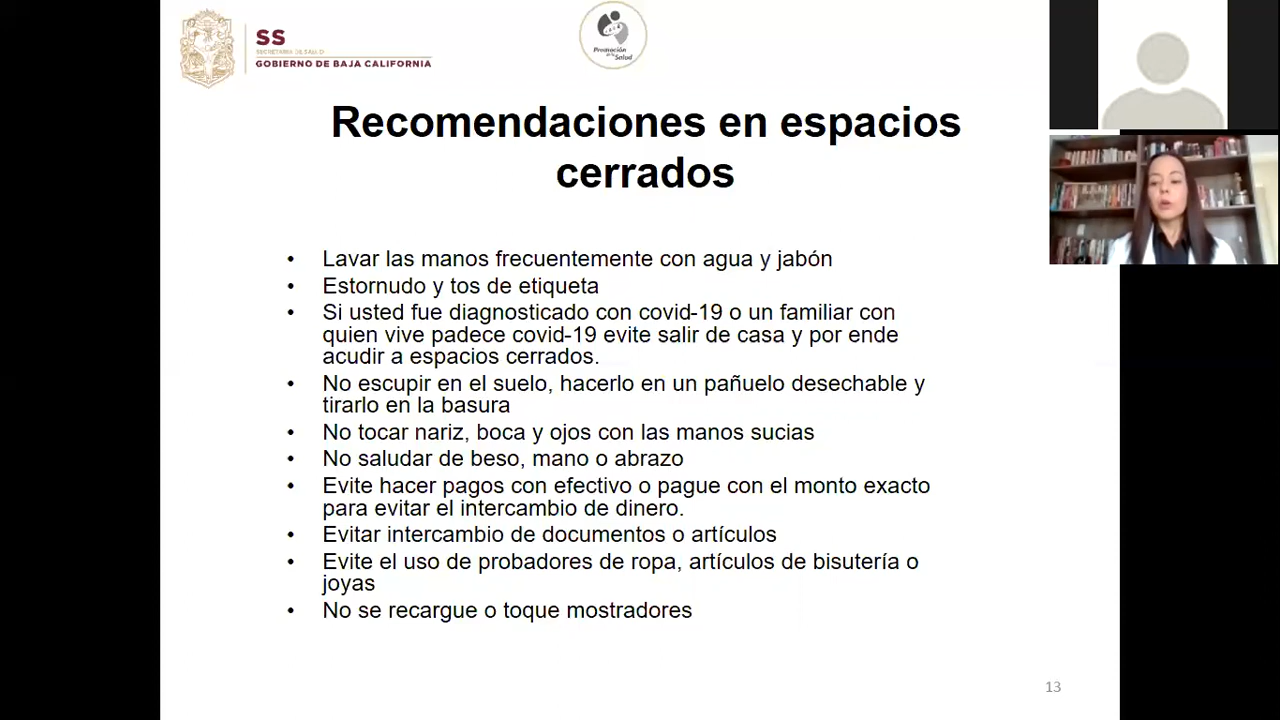 SS
SECRETARÍA DE SALUD
GOBIERNO DE BAJA CALIFORNIA
Promoción
de la
Salud
Recomendaciones en espacios
cerrados
• Lavar las manos frecuentemente con agua y jabón
• Estornudo y tos de etiqueta
• Si usted fue diagnosticado con covid-19 o un familiar con
quien vive padece covid-19 evite salir de casa y por ende
acudir a espacios cerrados.
• No escupir en el suelo, hacerlo en un pañuelo desechable y
tirarlo en la basura
• No tocar nariz, boca y ojos con las manos sucias
• No saludar de beso, mano o abrazo
• Evite hacer pagos con efectivo o pague con el monto exacto
para evitar el intercambio de dinero.
• Evitar intercambio de documentos o artículos
• Evite el uso de probadores de ropa, artículos de bisutería o
joyas
• No se recargue o toque mostradores
13